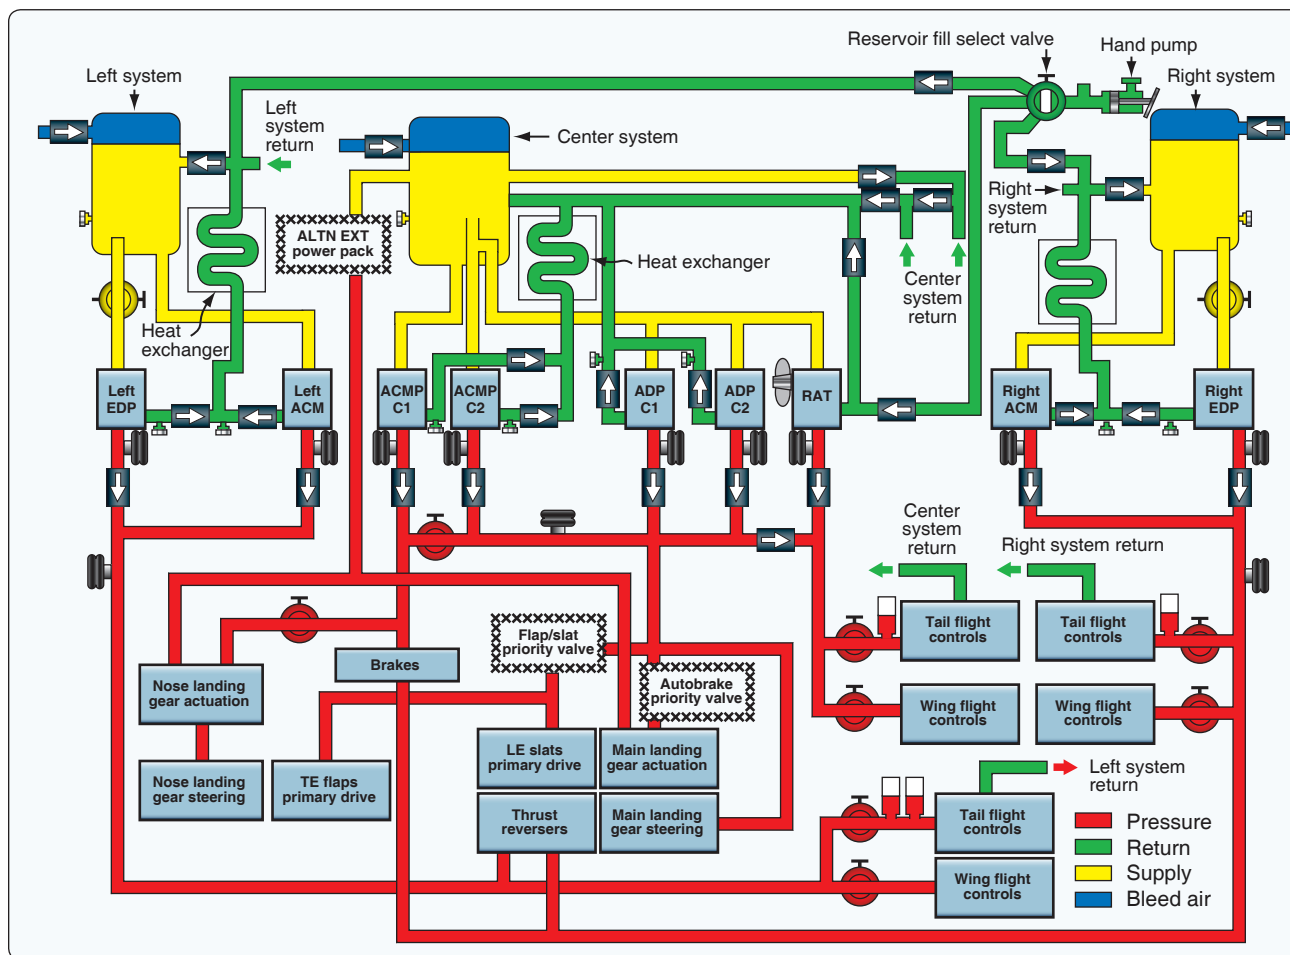 Reservoir fill select valve
Hand pump
Left system
Right system
Left
system
return
Center system
Right
system
return
ALTN EXT
power pack
Heat exchanger
Center
system
return
Heat
exchanger
Left
EDP
Left
ACM
ACMP
C1
ACMP
C2
ADP
C1
ADP
C2
RAT
Right
ACM
Right
EDP
Center
system
return
Right system return
Tail flight
controls
Tail flight
controls
Flap/slat
priority valve
Brakes
Nose landing
gear actuation
Autobrake
priority valve
Wing flight
controls
Wing flight
controls
LE slats
primary drive
Main landing
gear actuation
Nose landing
gear steering
TE flaps
primary drive
Left system
return
Thrust
reversers
Main landing
gear steering
Tail flight
controls
Wing flight
controls
Pressure
Return
Supply
Bleed air